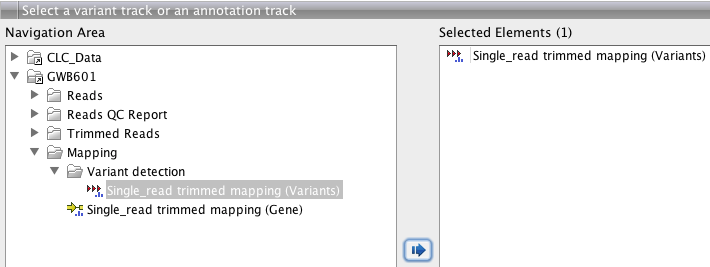 Select a variant track or an annotation track
Navigation Area
Selected Elements (1)
CLC_Data
GWB601
Reads
Reads QC Report
Trimmed Reads
Mapping
Variant detection
Single_read trimmed mapping (Variants)
Single_read trimmed mapping (Gene)
Single_read trimmed mapping (Variants)